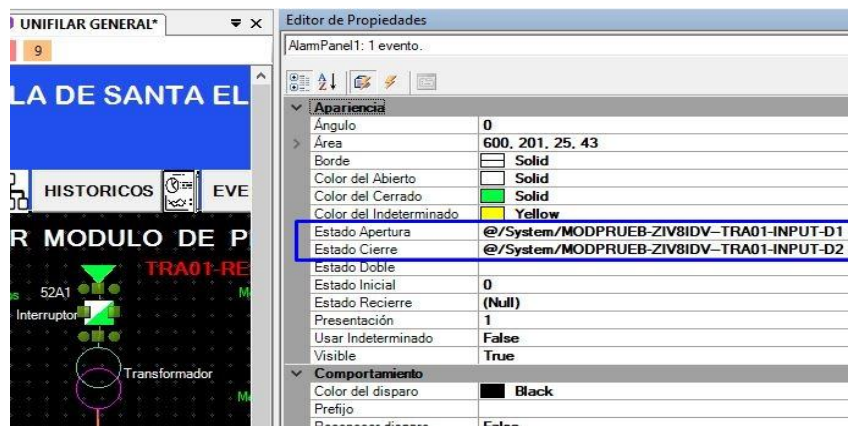 UNIFILAR GENERAL*
9
LA DE SANTA EL
HISTORICOS
EVE
R MODULO DE P
TRA01-RE
52A1
Interruptor
Transformador
Editor de Propiedades
AlarmPanel1: 1 evento.
Apariencia
Ángulo 0
Área 600, 201, 25, 43
Borde Solid
Color del Abierto Solid
Color del Cerrado Solid
Color del Indeterminado Yellow
Estado Apertura @/System/MODPRUEB-ZIV8IDV--TRA01-INPUT-D1
Estado Cierre @/System/MODPRUEB-ZIV8IDV--TRA01-INPUT-D2
Estado Doble
Estado Inicial 0
Estado Recierre (Null)
Presentación 1
Usar Indeterminado False
Visible True
Comportamiento
Color del disparo Black
Prefijo